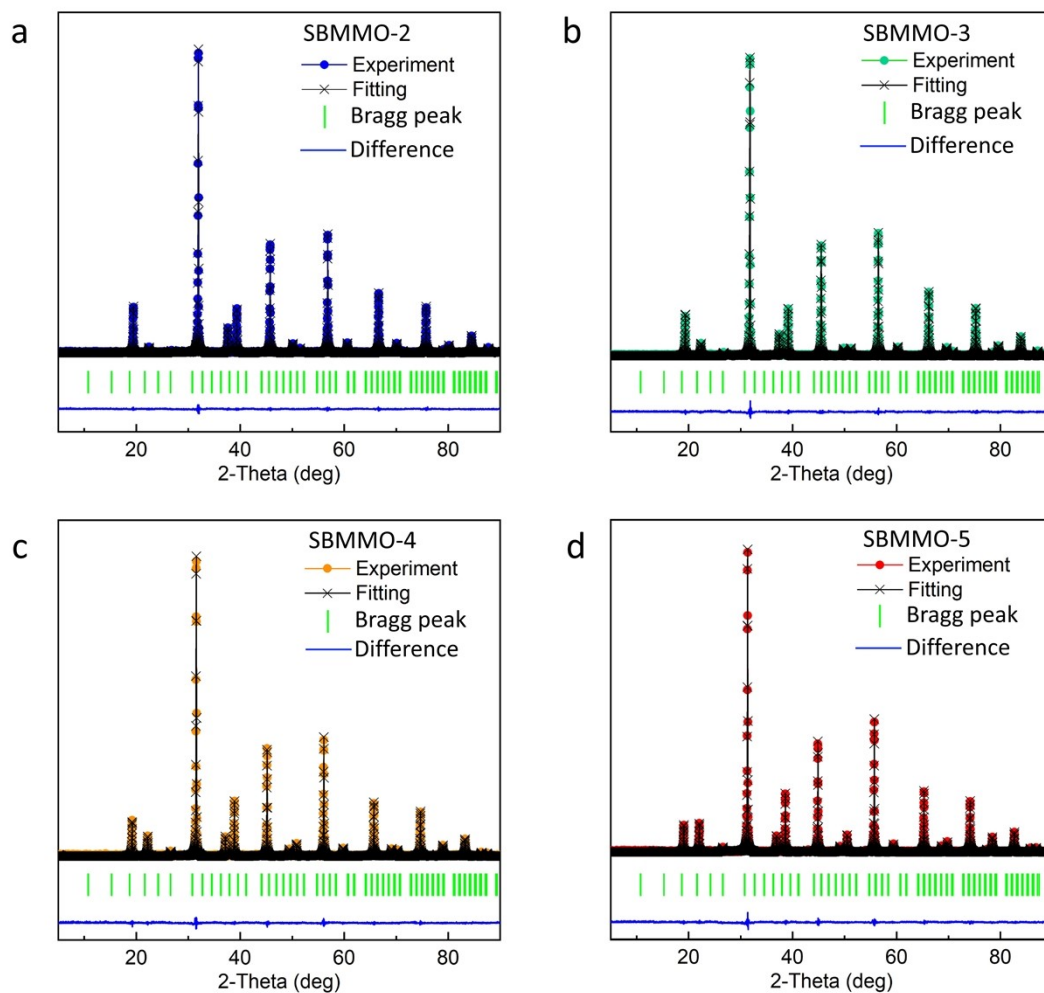 a
SBMMO-2
Experiment
Fitting
Bragg peak
Difference
20 40 60 80
2-Theta (deg)
b
SBMMO-3
Experiment
Fitting
Bragg peak
Difference
20 40 60 80
2-Theta (deg)
c
SBMMO-4
Experiment
Fitting
Bragg peak
Difference
20 40 60 80
2-Theta (deg)
d
SBMMO-5
Experiment
Fitting
Bragg peak
Difference
20 40 60 80
2-Theta (deg)